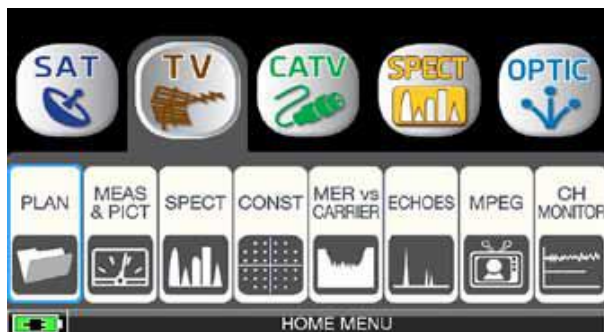 SAT
TV
CATV
SPECT
OPTIC
PLAN
MEAS
& PICT
SPECT
CONST
MER vs
CARRIER
ECHOES
MPEG
CH
MONITOR
HOME MENU